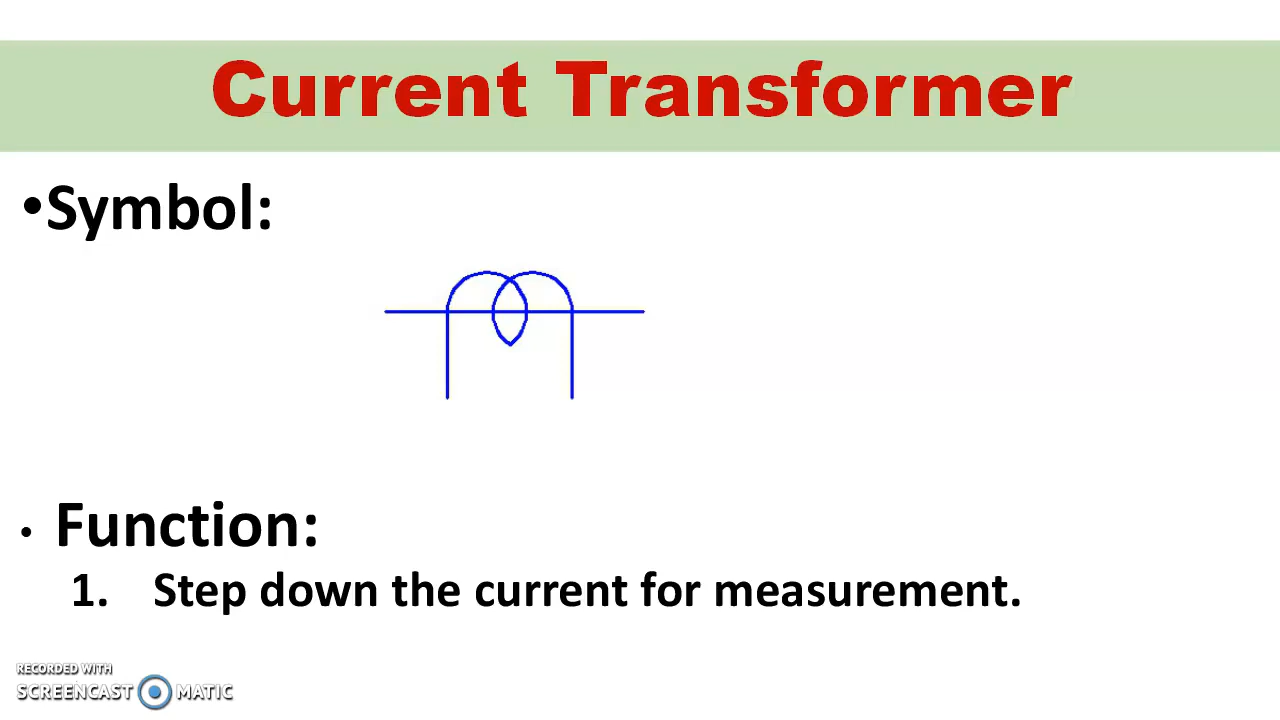 Current Transformer
•Symbol:
• Function:
1. Step down the current for measurement.
RECORDED WITH
SCREENCAST MATIC